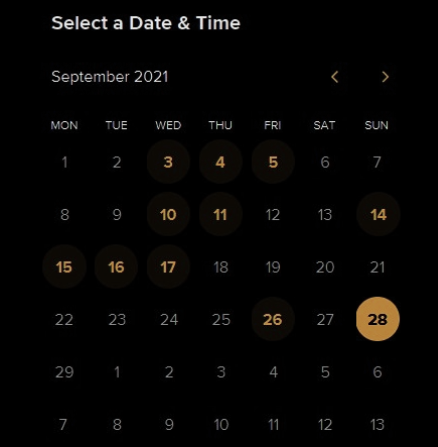 Select a Date & Time
September 2021
MON TUE WED THU FRI SAT SUN
1 2 3 4 5 6 7
8 9 10 11 12 13 14
15 16 17 18 19 20 21
22 23 24 25 26 27 28
29 1 2 3 4 5 6
7 8 9 10 11 12 13